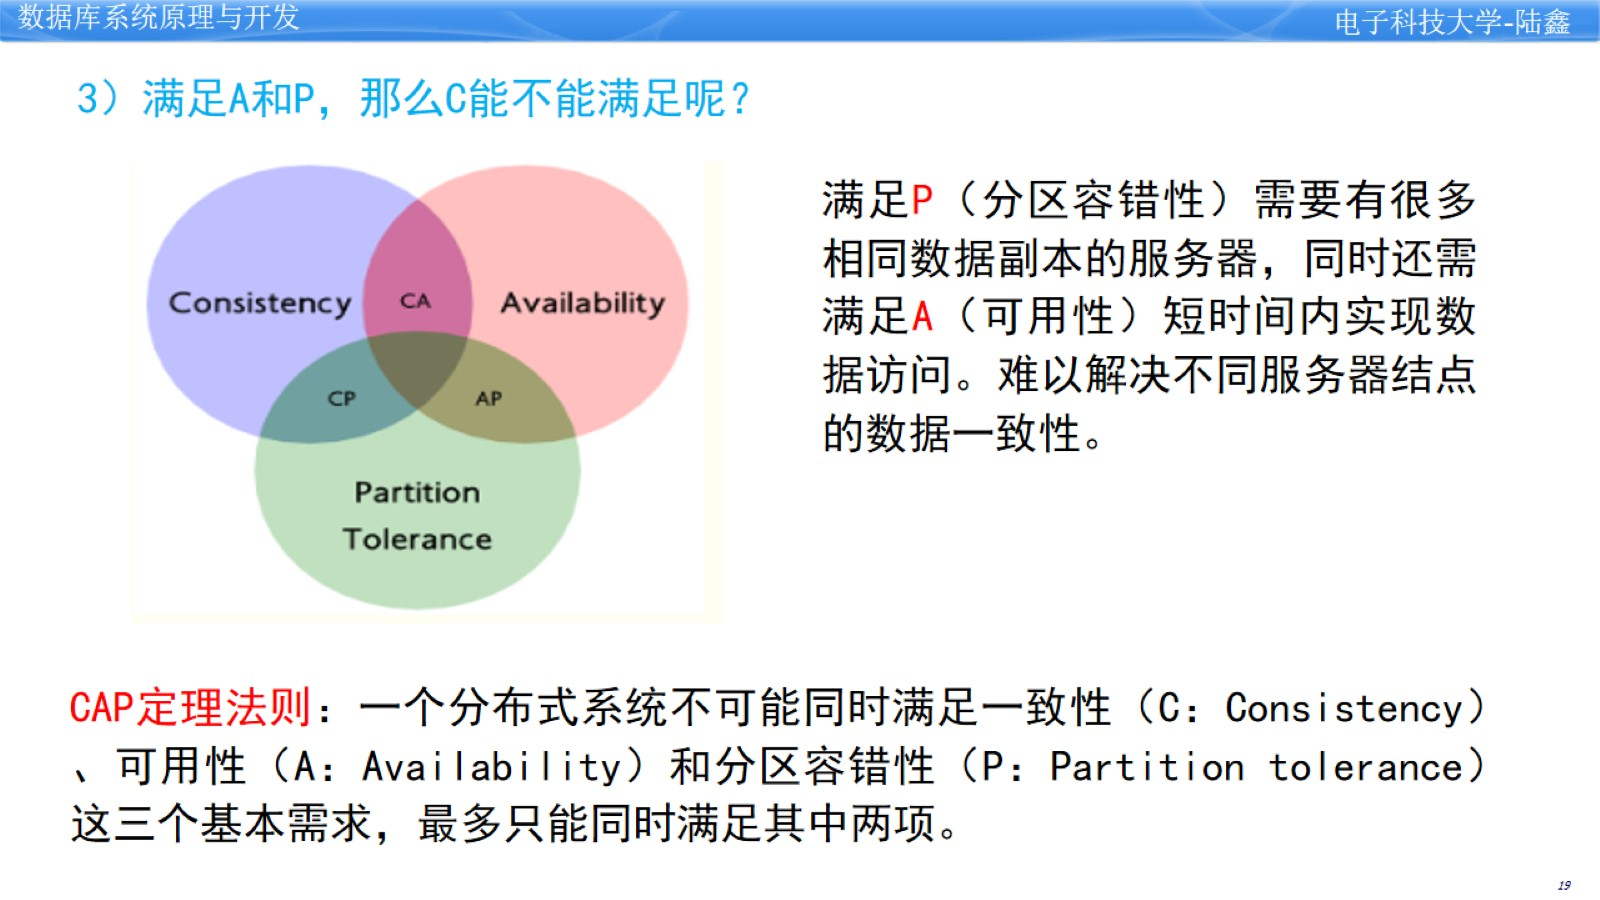 数据库系统原理与开发
电子科技大学-陆鑫
3）满足A和P，那么C能不能满足呢？
Consistency
CA
Availability
CP
AP
Partition
Tolerance
满足P（分区容错性）需要有很多
相同数据副本的服务器，同时还需
满足A（可用性）短时间内实现数
据访问。难以解决不同服务器结点
的数据一致性。
CAP定理法则：一个分布式系统不可能同时满足一致性（C：Consistency）
、可用性（A：Availability）和分区容错性（P：Partition tolerance）
这三个基本需求，最多只能同时满足其中两项。
19